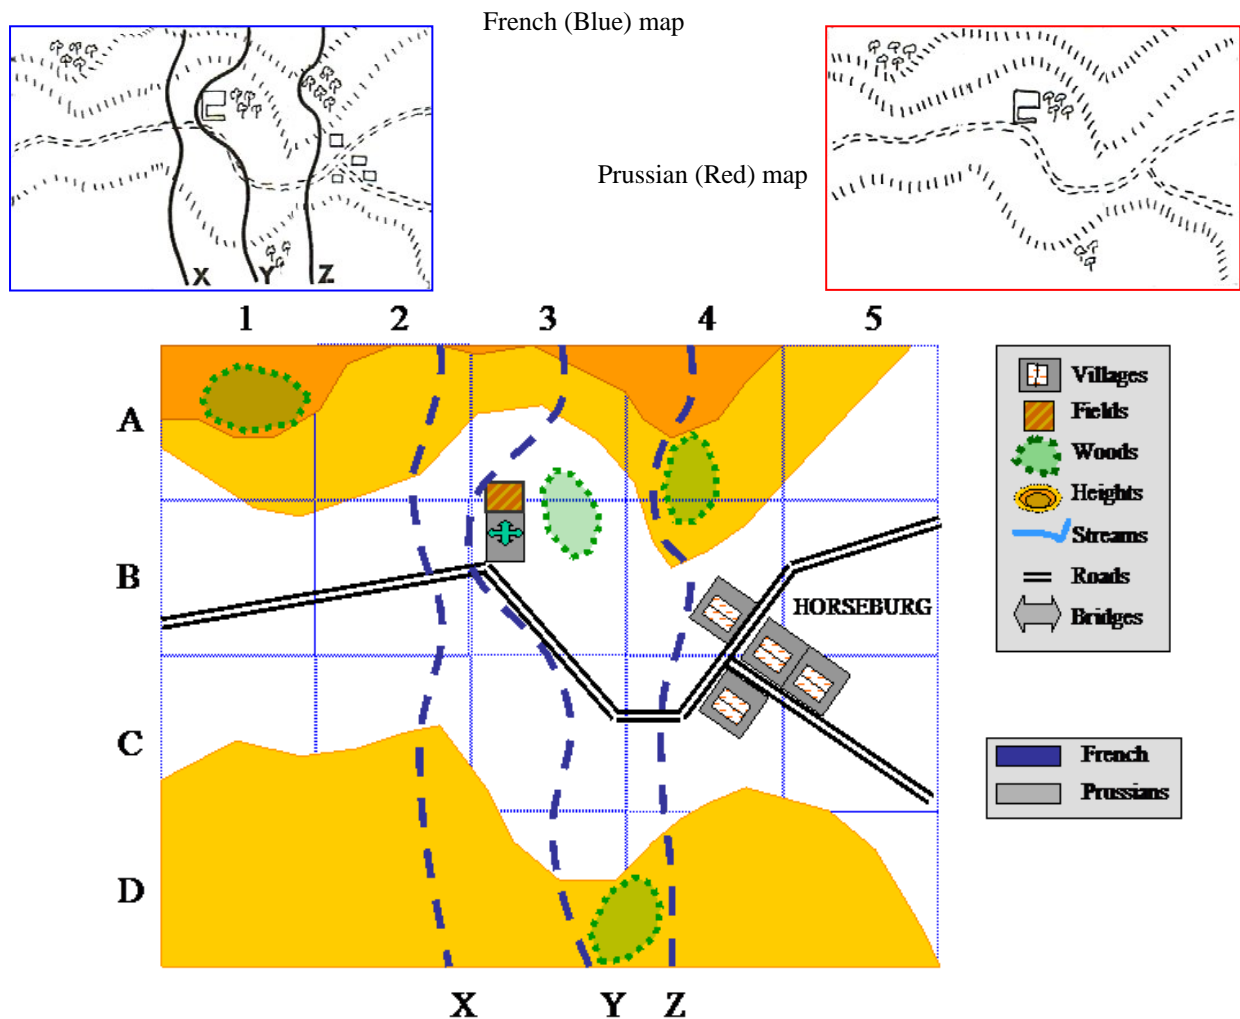 French (Blue) map
X Y Z
Prussian (Red) map
1 2 3 4 5
A
B
C
D
HORSEBURG
X Y Z
Villages
Fields
Woods
Heights
Streams
Roads
Bridges
French
Prussians